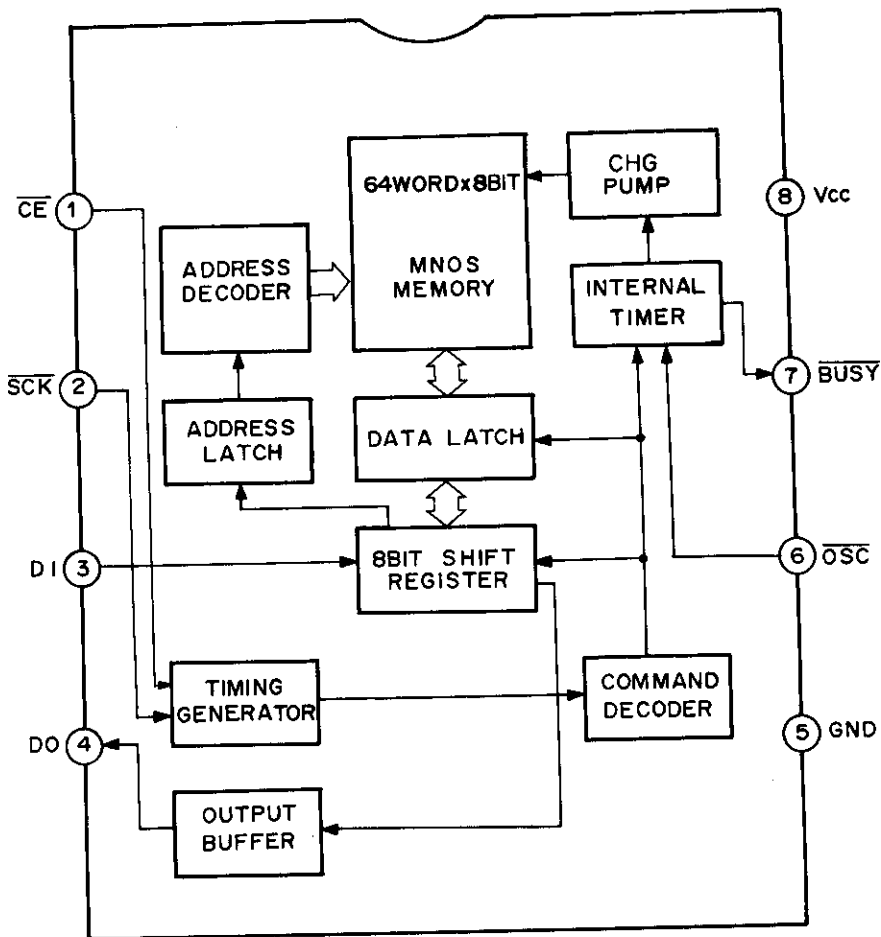 64WORDx8BIT
MNOS
MEMORY
CHG
PUMP
8 Vcc
CE 1
ADDRESS
DECODER
INTERNAL
TIMER
SCK 2
7 BUSY
ADDRESS
LATCH
DATA LATCH
DI 3
8BIT SHIFT
REGISTER
6 OSC
TIMING
GENERATOR
COMMAND
DECODER
DO 4
5 GND
OUTPUT
BUFFER